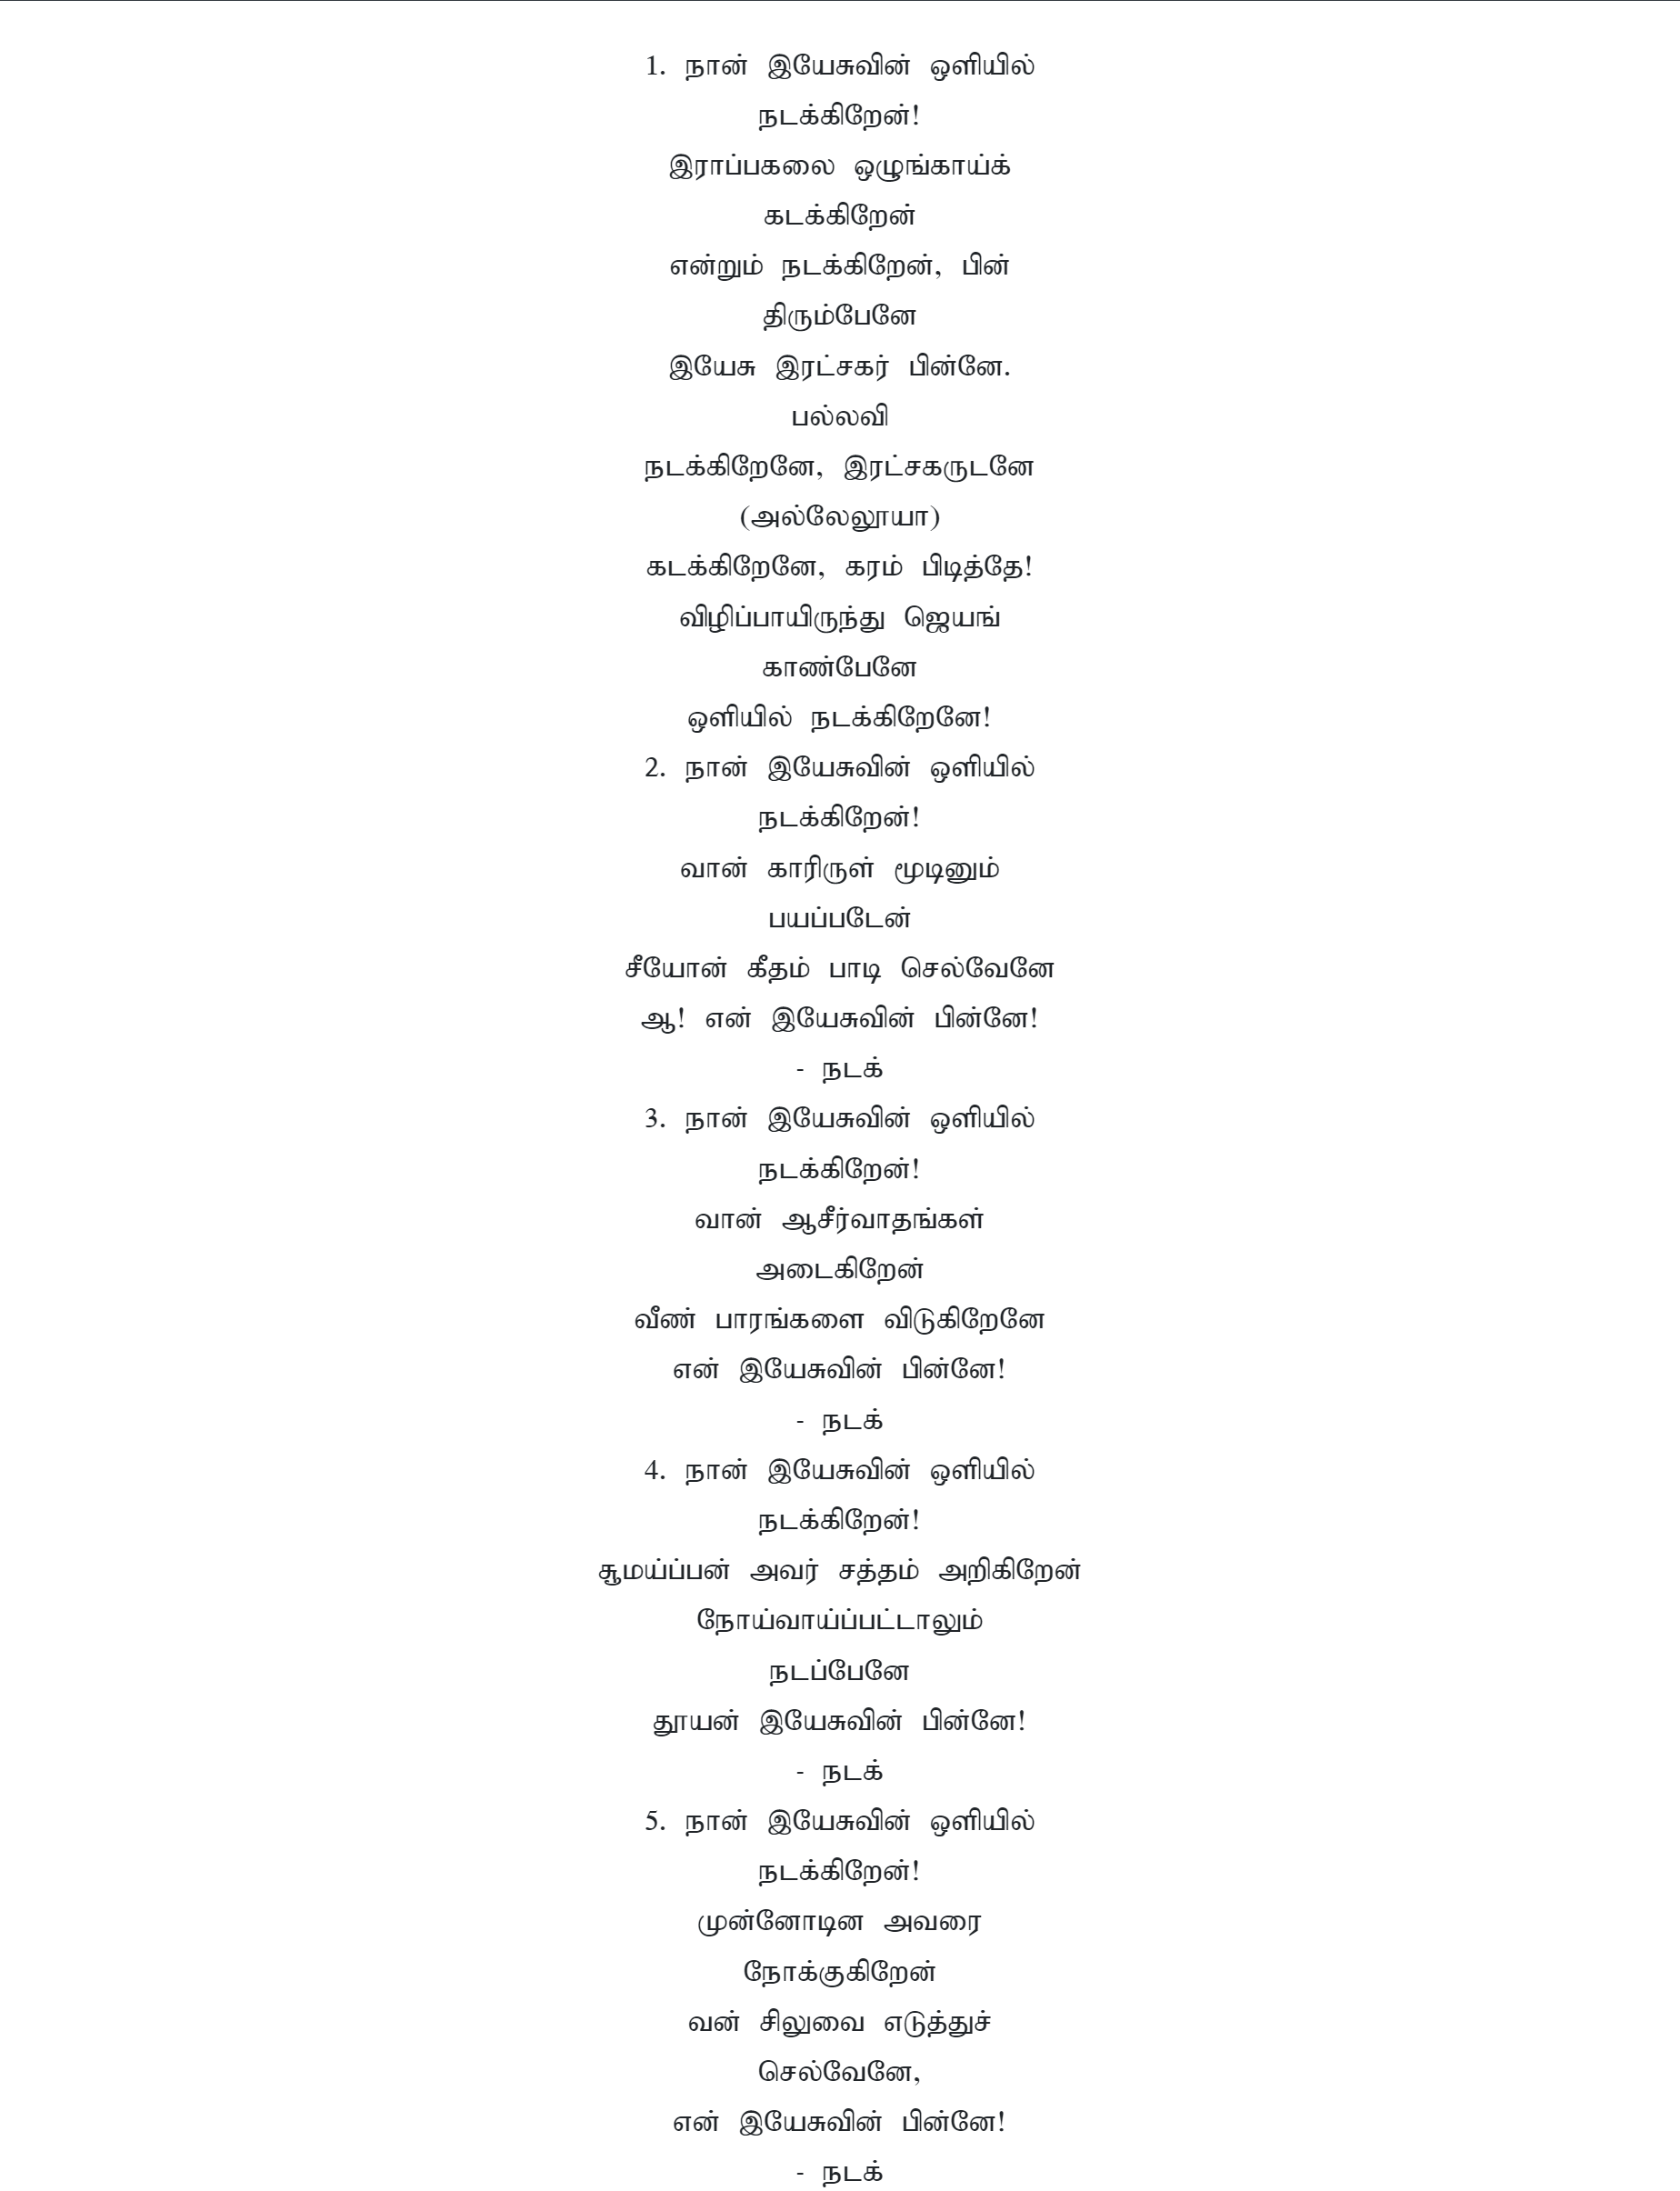 1. நான் இயேசுவின் ஒளியில்
நடக்கிறேன்!
இராப்பகலை ஒழுங்காய்க்
கடக்கிறேன்
என்றும் நடக்கிறேன், பின்
திரும்பேனே
இயேசு இரட்சகர் பின்னே.
பல்லவி
நடக்கிறேனே, இரட்சகருடனே
(அல்லேலூயா)
கடக்கிறேனே, கரம் பிடித்தே!
விழிப்பாயிருந்து ஜெயங்
காண்பேனே
ஒளியில் நடக்கிறேனே!
2. நான் இயேசுவின் ஒளியில்
நடக்கிறேன்!
வான் காரிருள் மூடினும்
பயப்படேன்
சீயோன் கீதம் பாடி செல்வேனே
ஆ! என் இயேசுவின் பின்னே!
- நடக்
3. நான் இயேசுவின் ஒளியில்
நடக்கிறேன்!
வான் ஆசீர்வாதங்கள்
அடைகிறேன்
வீண் பாரங்களை விடுகிறேனே
என் இயேசுவின் பின்னே!
- நடக்
4. நான் இயேசுவின் ஒளியில்
நடக்கிறேன்!
சூமய்ப்பன் அவர் சத்தம் அறிகிறேன்
நோய்வாய்ப்பட்டாலும்
நடப்பேனே
தூயன் இயேசுவின் பின்னே!
- நடக்
5. நான் இயேசுவின் ஒளியில்
நடக்கிறேன்!
முன்னோடின அவரை
நோக்குகிறேன்
வன் சிலுவை எடுத்துச்
செல்வேனே,
என் இயேசுவின் பின்னே!
- நடக்